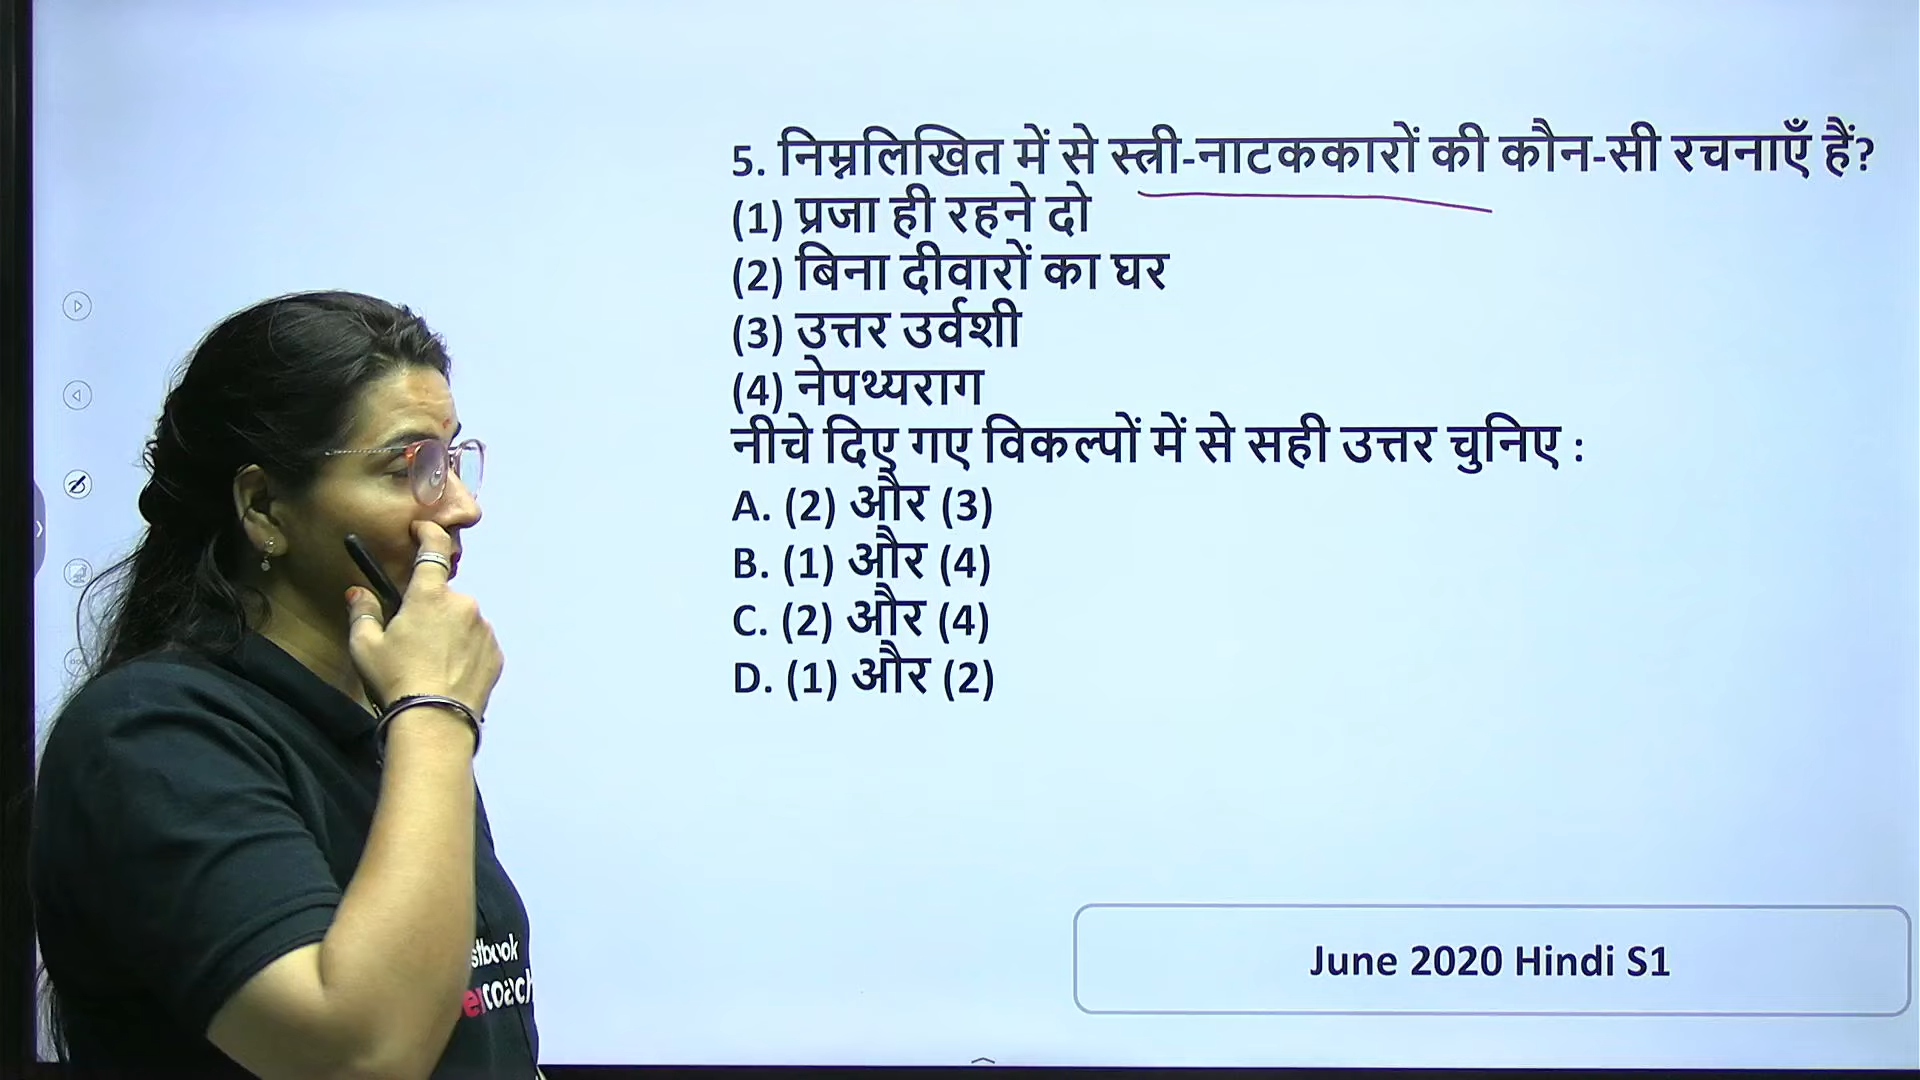 5. निम्नलिखित में से स्त्री-नाटककारों की कौन-सी रचनाएँ हैं?
(1) प्रजा ही रहने दो
(2) बिना दीवारों का घर
(3) उत्तर उर्वशी
(4) नेपथ्यराग
नीचे दिए गए विकल्पों में से सही उत्तर चुनिए :
A. (2) और (3)
B. (1) और (4)
C. (2) और (4)
D. (1) और (2)
stbook
ercoach
June 2020 Hindi S1